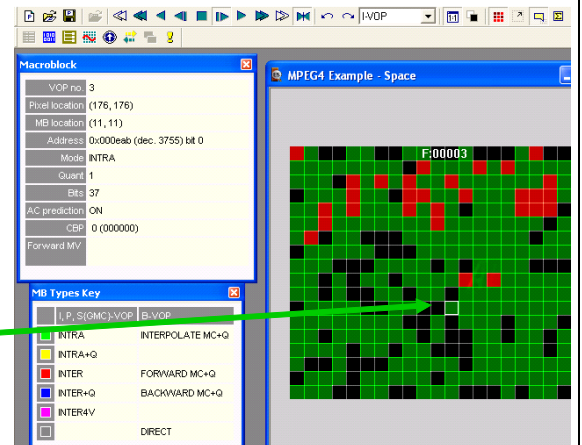 I-VOP
Macroblock
VOP no. 3
Pixel location (176, 176)
MB location (11, 11)
Address 0x000eab (dec. 3755) bit 0
Mode INTRA
Quant 1
Bits 37
AC prediction ON
CBP 0 (000000)
Forward MV
MPEG4 Example - Space
F:00003
MB Types Key
I, P, S(GMC)-VOP B-VOP
INTRA INTERPOLATE MC+Q
INTRA+Q
INTER FORWARD MC+Q
INTER+Q BACKWARD MC+Q
INTER4V
DIRECT